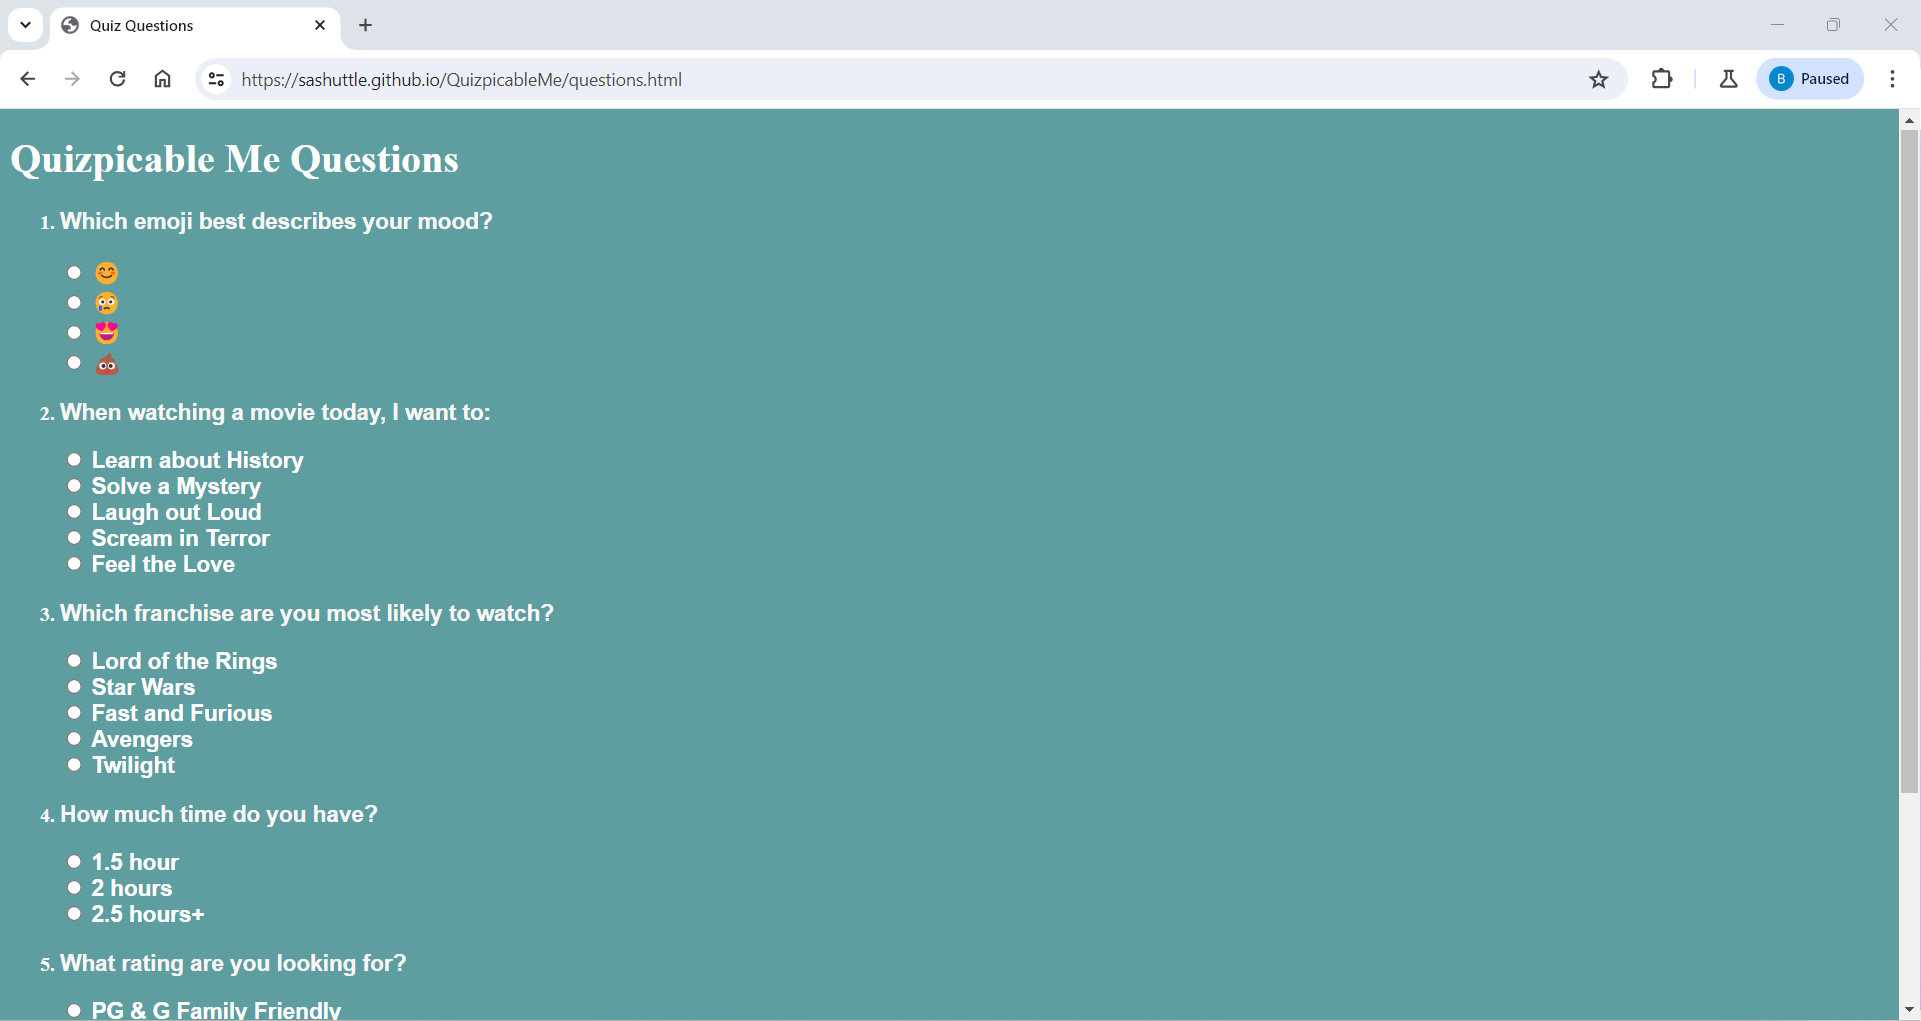 Quiz Questions
https://sashuttle.github.io/QuizpicableMe/questions.html
B Paused
Quizpicable Me Questions
1. Which emoji best describes your mood?
😊
😢
😍
💩
2. When watching a movie today, I want to:
Learn about History
Solve a Mystery
Laugh out Loud
Scream in Terror
Feel the Love
3. Which franchise are you most likely to watch?
Lord of the Rings
Star Wars
Fast and Furious
Avengers
Twilight
4. How much time do you have?
1.5 hour
2 hours
2.5 hours+
5. What rating are you looking for?
PG & G Family Friendly